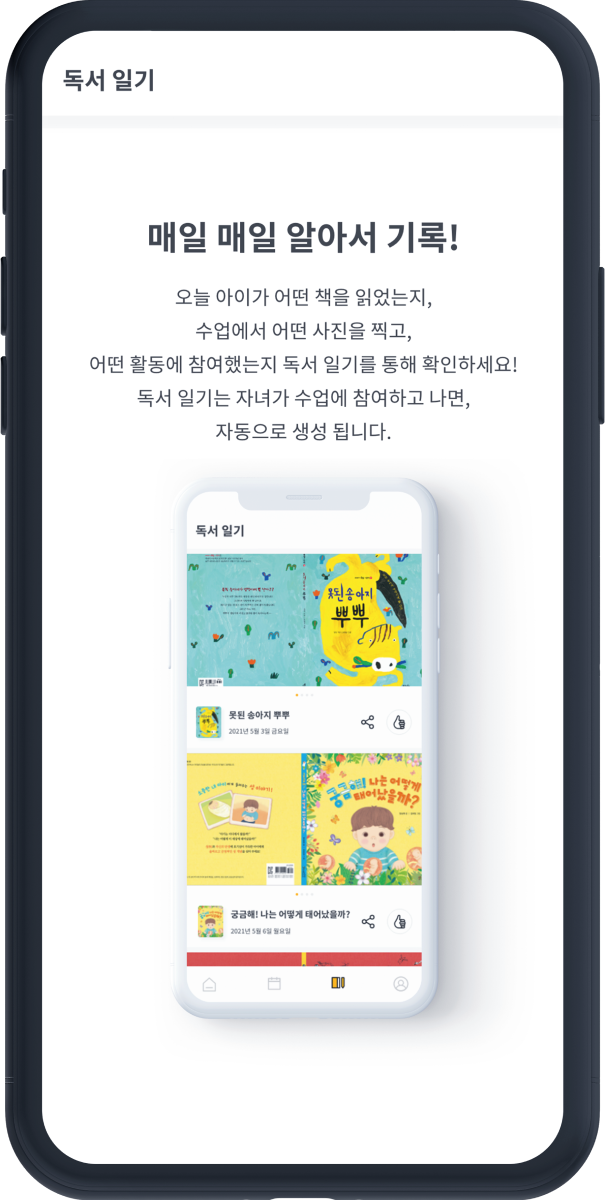 독서 일기
매일 매일 알아서 기록!
오늘 아이가 어떤 책을 읽었는지,
수업에서 어떤 사진을 찍고,
어떤 활동에 참여했는지 독서 일기를 통해 확인하세요!
독서 일기는 자녀가 수업에 참여하고 나면,
자동으로 생성 됩니다.
독서 일기
못된 송아지
뿌뿌
못된 송아지 뿌뿌
2021년 5월 3일 금요일
궁금해! 나는 어떻게
태어났을까?
궁금해! 나는 어떻게 태어났을까?
2021년 5월 6일 월요일